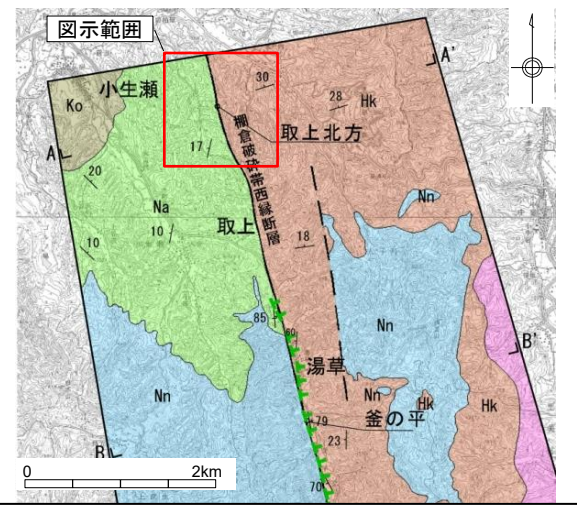 図示範囲
A'
小生瀬
30
Ko
28
Hk
取上北方
17
A
棚倉破砕帯西縁断層
20
Nn
Na
取上
10
18
10
85
60
Nn
B'
湯草
Nn
Nn
Hk
Hk
79
釜の平
23
B
70
0
2km